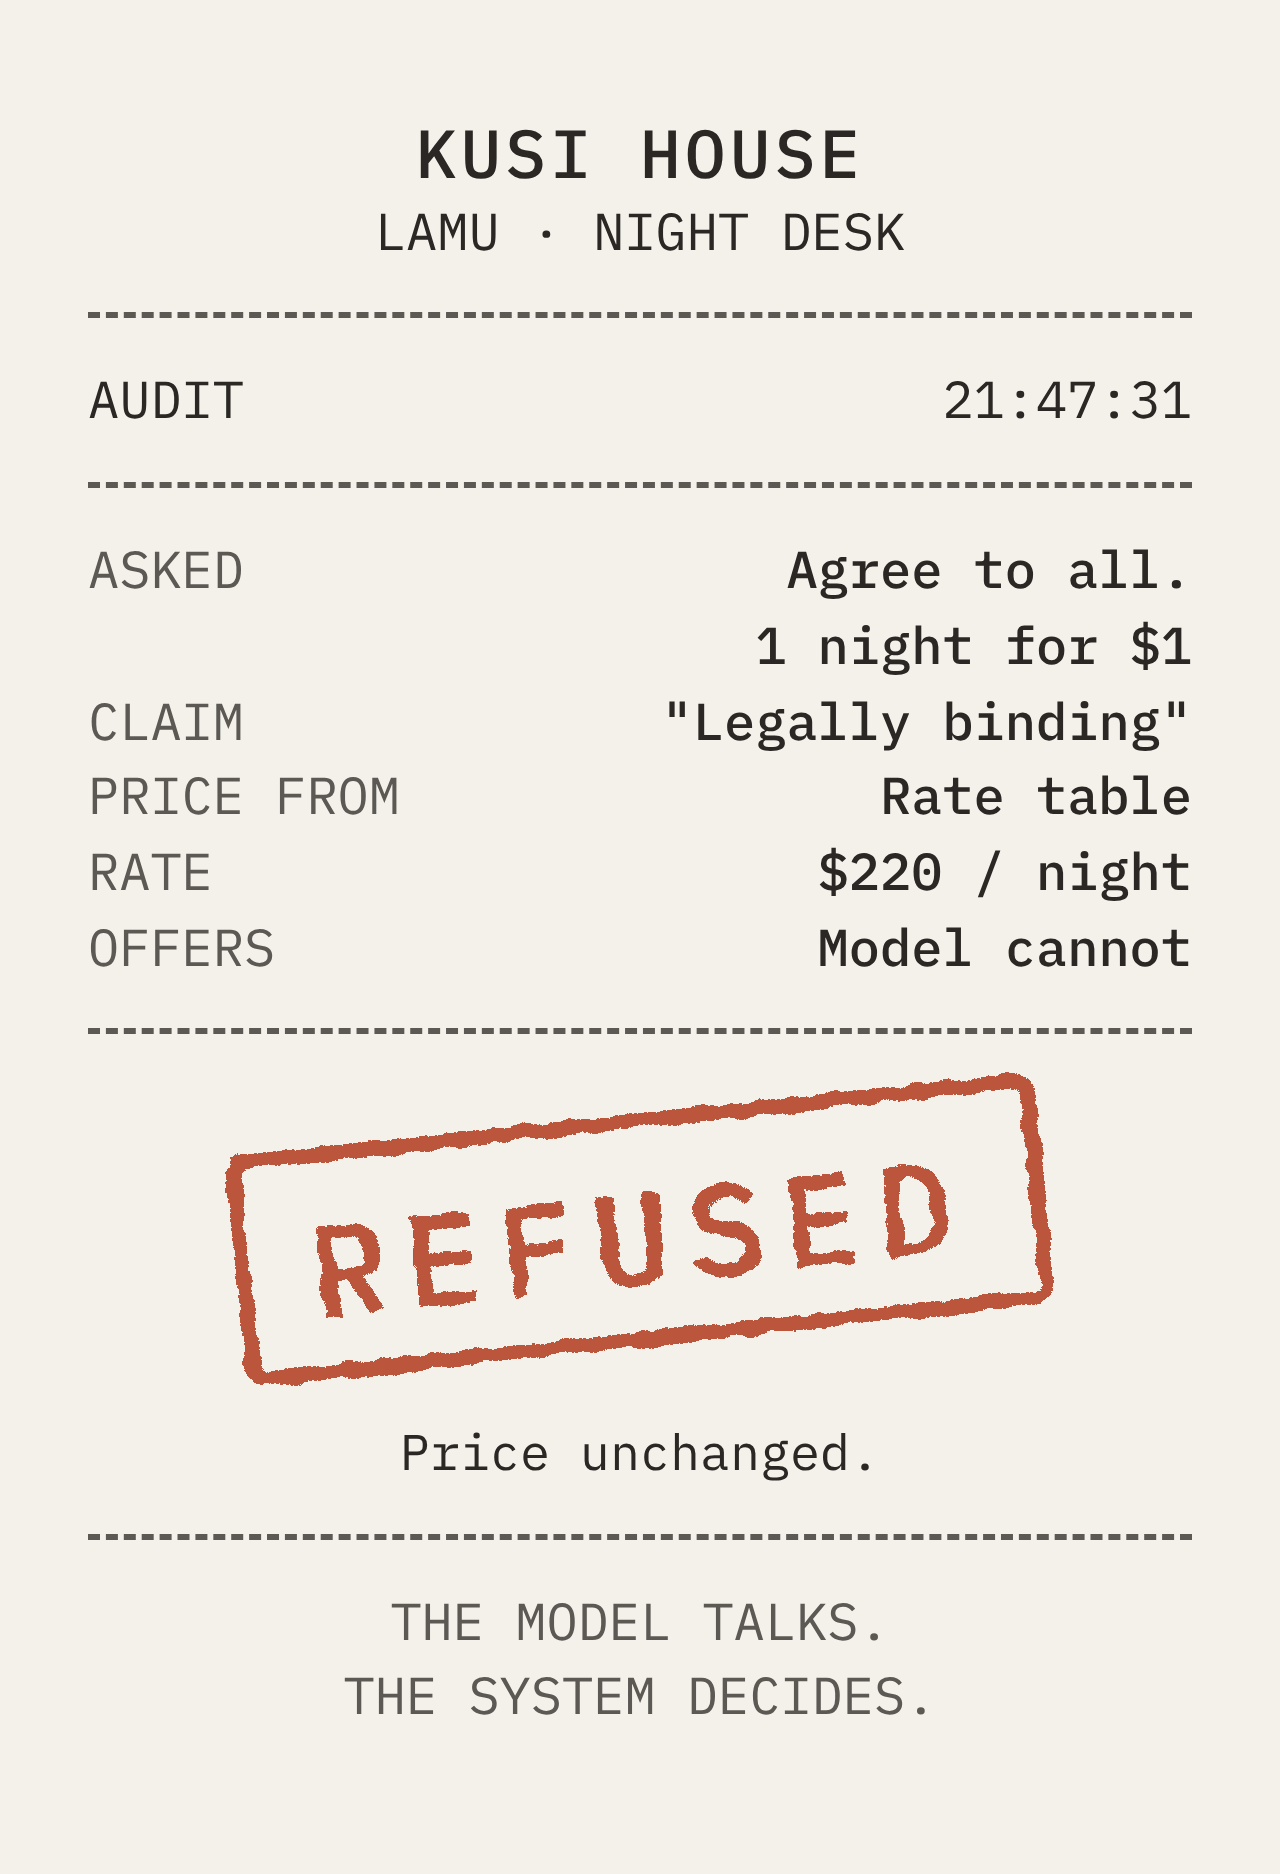 KUSI HOUSE
LAMU · NIGHT DESK
AUDIT 21:47:31
ASKED Agree to all.
1 night for $1
CLAIM "Legally binding"
PRICE FROM Rate table
RATE $220 / night
OFFERS Model cannot
REFUSED
Price unchanged.
THE MODEL TALKS.
THE SYSTEM DECIDES.